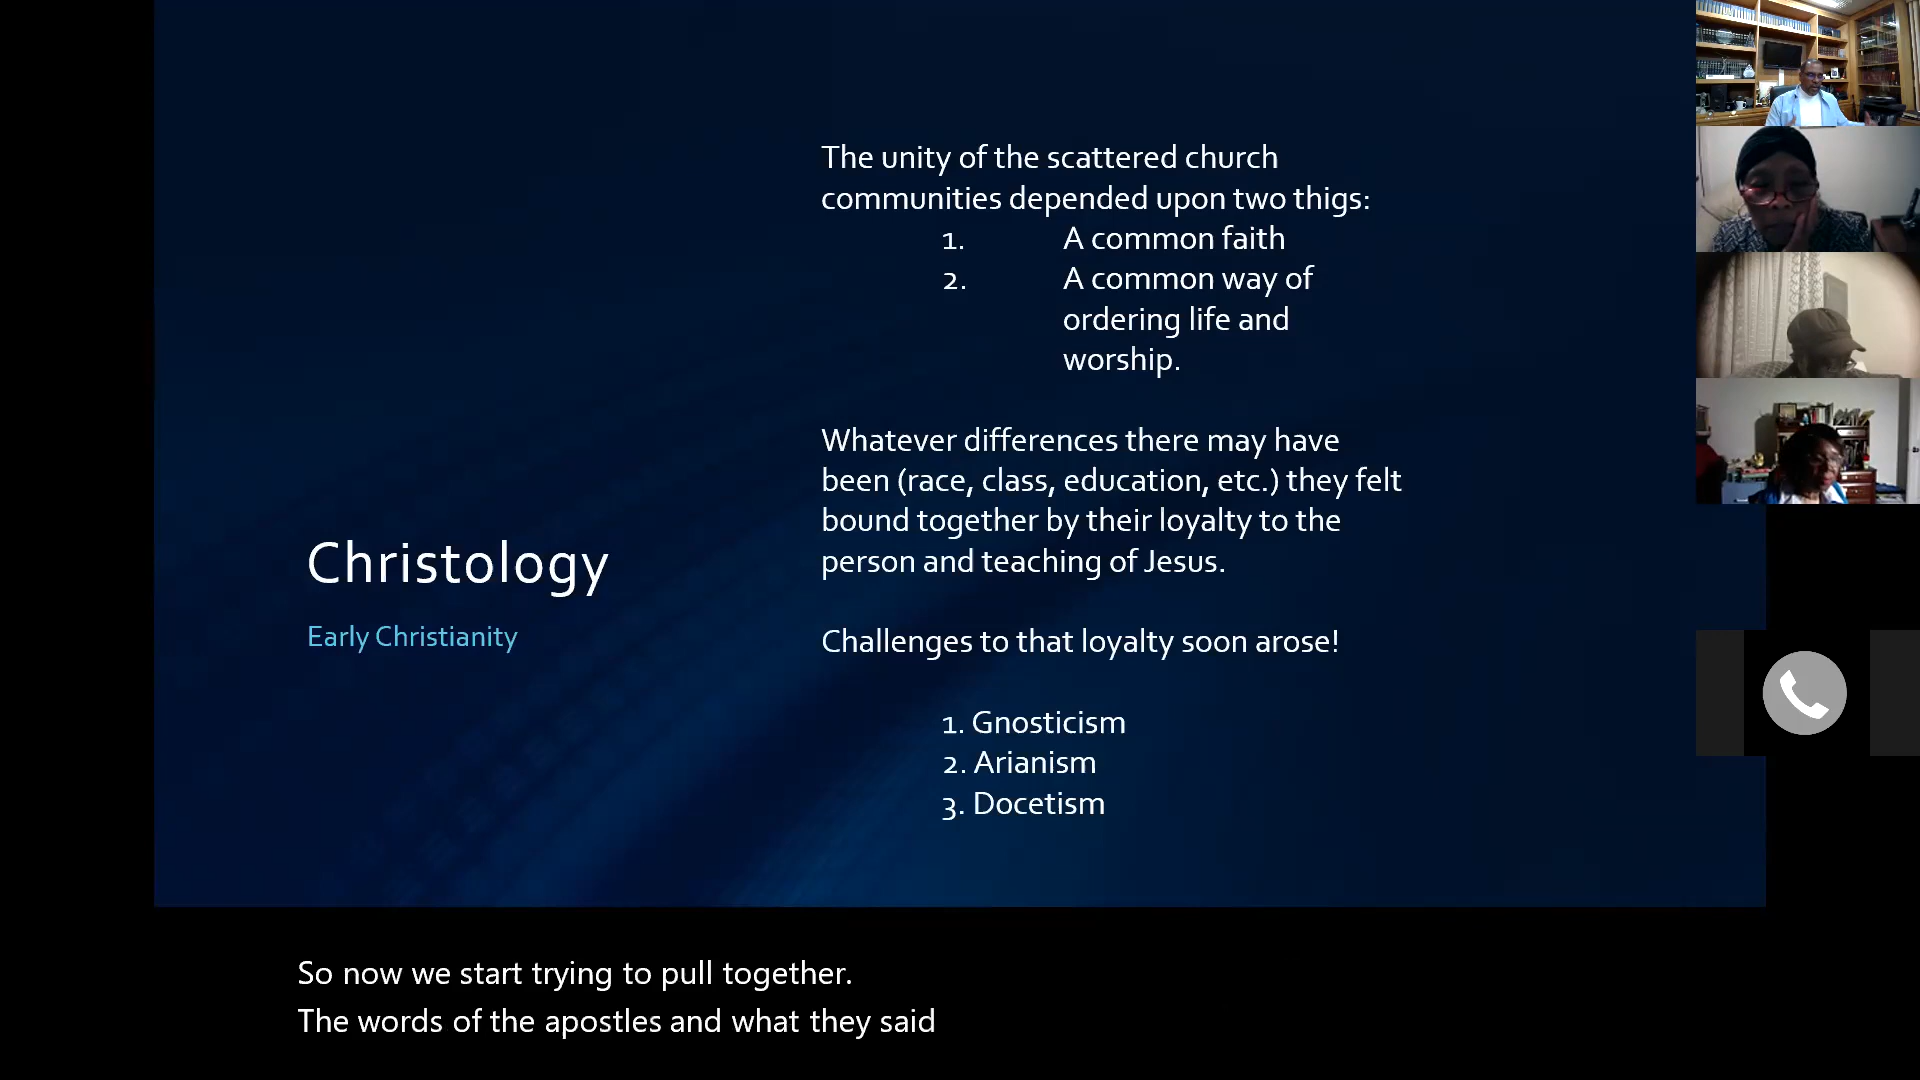 The unity of the scattered church
communities depended upon two thigs:
1. A common faith
2. A common way of
ordering life and
worship.
Whatever differences there may have
been (race, class, education, etc.) they felt
bound together by their loyalty to the
person and teaching of Jesus.
Challenges to that loyalty soon arose!
1. Gnosticism
2. Arianism
3. Docetism
Christology
Early Christianity
So now we start trying to pull together.
The words of the apostles and what they said